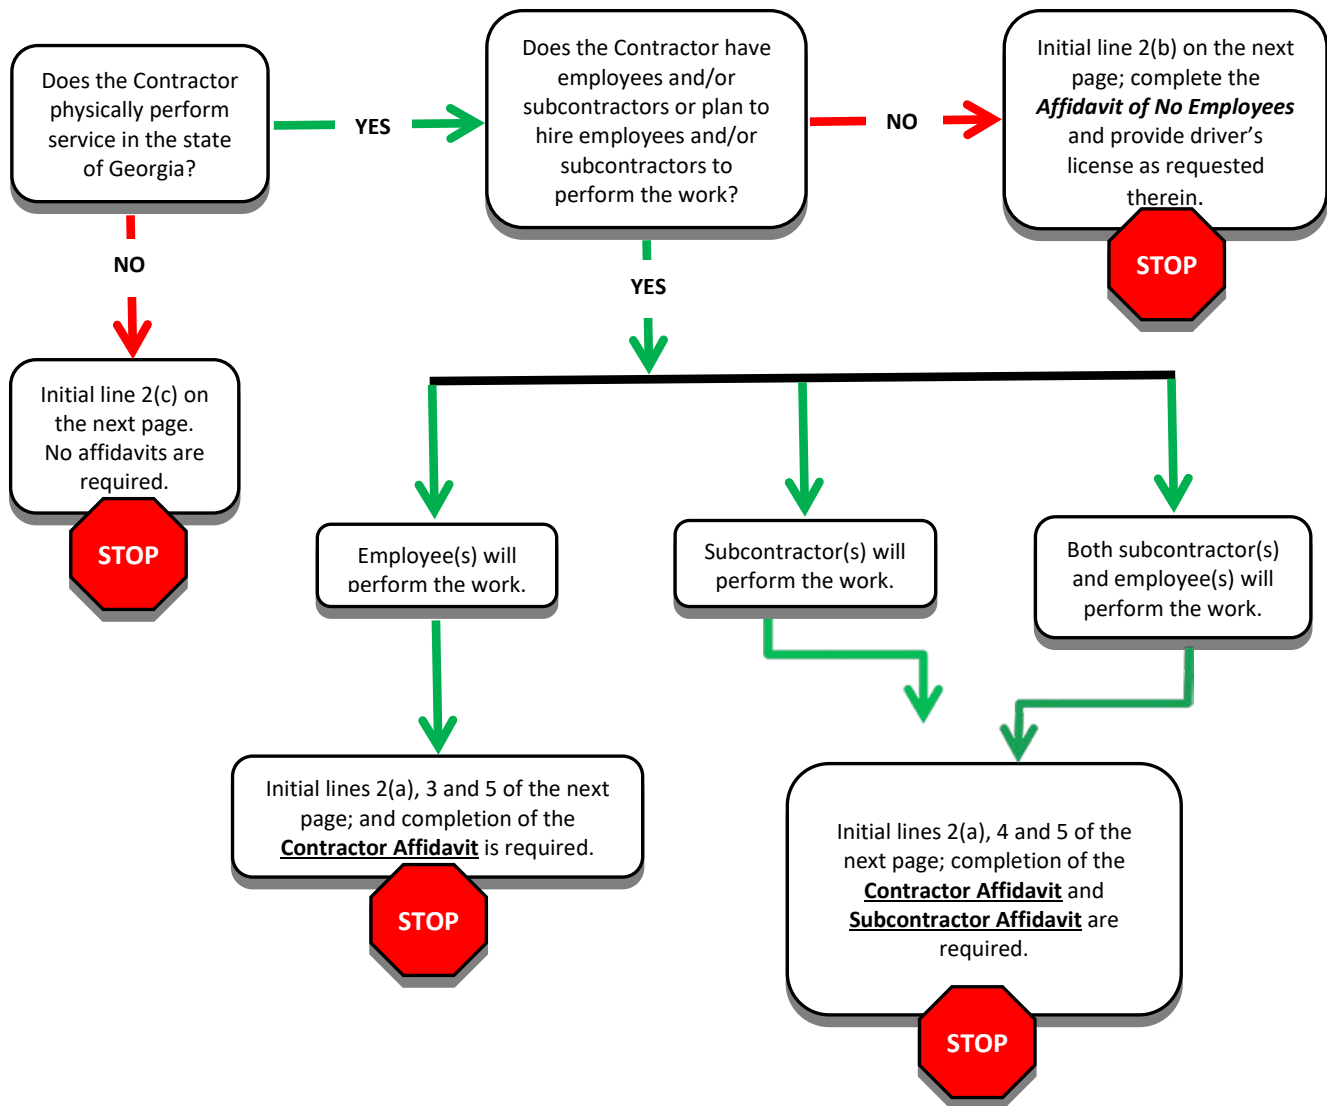 Does the Contractor
physically perform
service in the state
of Georgia?
YES
Does the Contractor have
employees and/or
subcontractors or plan to
hire employees and/or
subcontractors to
perform the work?
NO
Initial line 2(b) on the next
page; complete the
Affidavit of No Employees
and provide driver’s
license as requested
therein.
STOP
NO
YES
Initial line 2(c) on
the next page.
No affidavits are
required.
STOP
Employee(s) will
perform the work.
Subcontractor(s) will
perform the work.
Both subcontractor(s)
and employee(s) will
perform the work.
Initial lines 2(a), 3 and 5 of the next
page; and completion of the
Contractor Affidavit is required.
STOP
Initial lines 2(a), 4 and 5 of the
next page; completion of the
Contractor Affidavit and
Subcontractor Affidavit are
required.
STOP